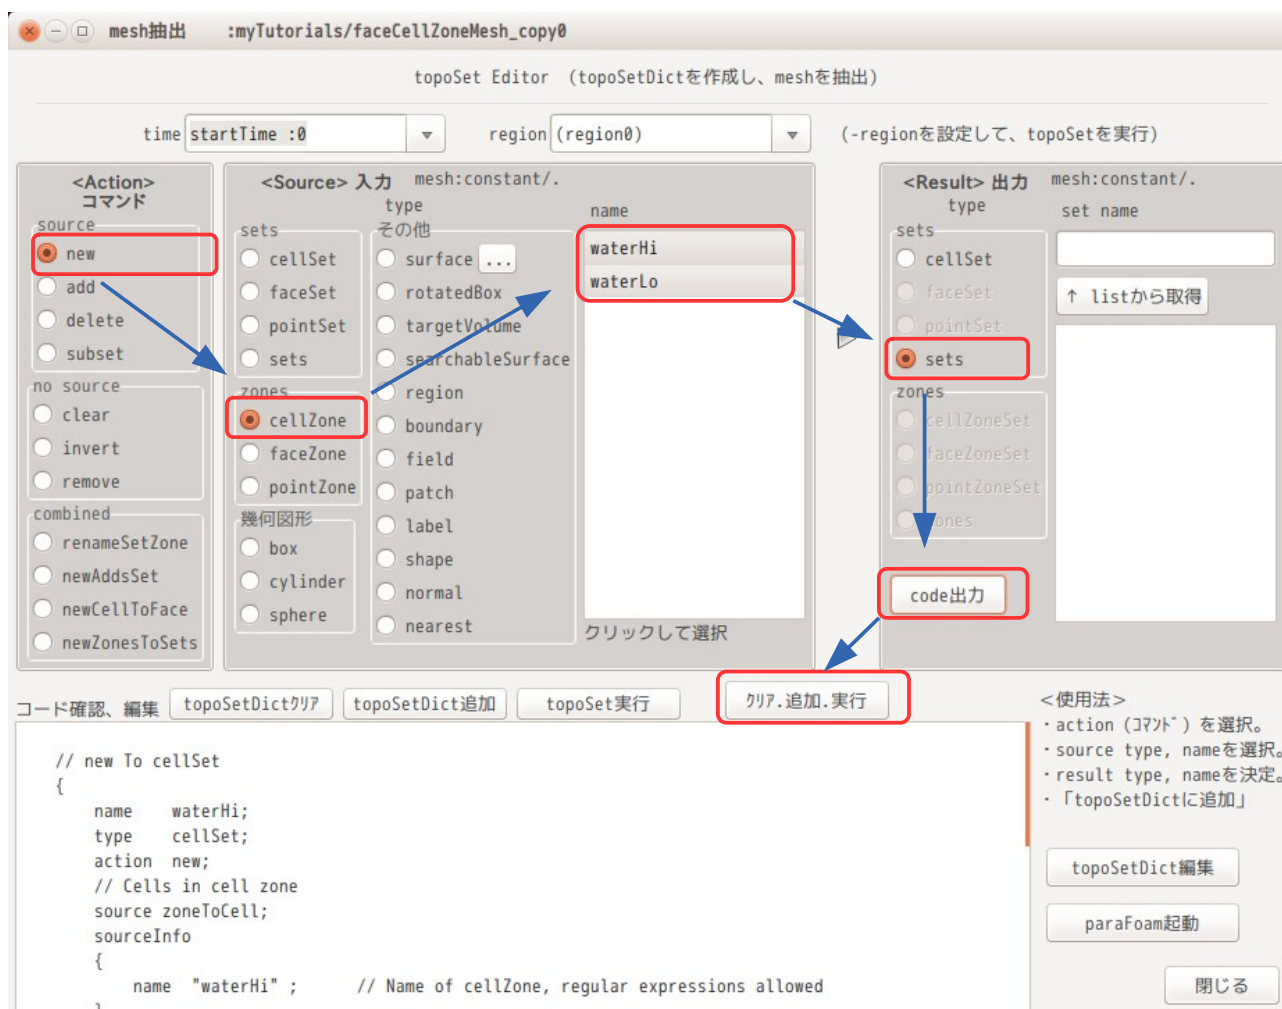 mesh抽出 :myTutorials/faceCellZoneMesh_copy0
topoSet Editor （topoSetDictを作成し、meshを抽出）
time startTime :0 region (region0) (-regionを設定して、topoSetを実行)
<Action>
コマンド
source
new
add
delete
subset
no source
clear
invert
remove
combined
renameSetZone
newAddsSet
newCellToFace
newZonesToSets
<Source> 入力 mesh:constant/.
type
name
sets
cellSet
faceSet
pointSet
sets
zones
cellZone
faceZone
pointZone
幾何図形
box
cylinder
sphere
その他
surface ...
rotatedBox
targetVolume
searchableSurface
region
boundary
field
patch
label
shape
normal
nearest
waterHi
waterLo
クリックして選択
<Result> 出力 mesh:constant/.
type
set name
sets
cellSet
faceSet
pointSet
sets
zones
cellZoneSet
faceZoneSet
pointZoneSet
zones
↑ listから取得
code出力
コード確認、編集 topoSetDictｸﾘｱ topoSetDict追加 topoSet実行 ｸﾘｱ.追加.実行
// new To cellSet
{
name waterHi;
type cellSet;
action new;
// Cells in cell zone
source zoneToCell;
sourceInfo
{
name "waterHi" ; // Name of cellZone, regular expressions allowed
}
<使用法>
・action (ｺﾏﾝﾄﾞ) を選択。
・source type, nameを選択。
・result type, nameを決定。
・「topoSetDictに追加」
topoSetDict編集
paraFoam起動
閉じる